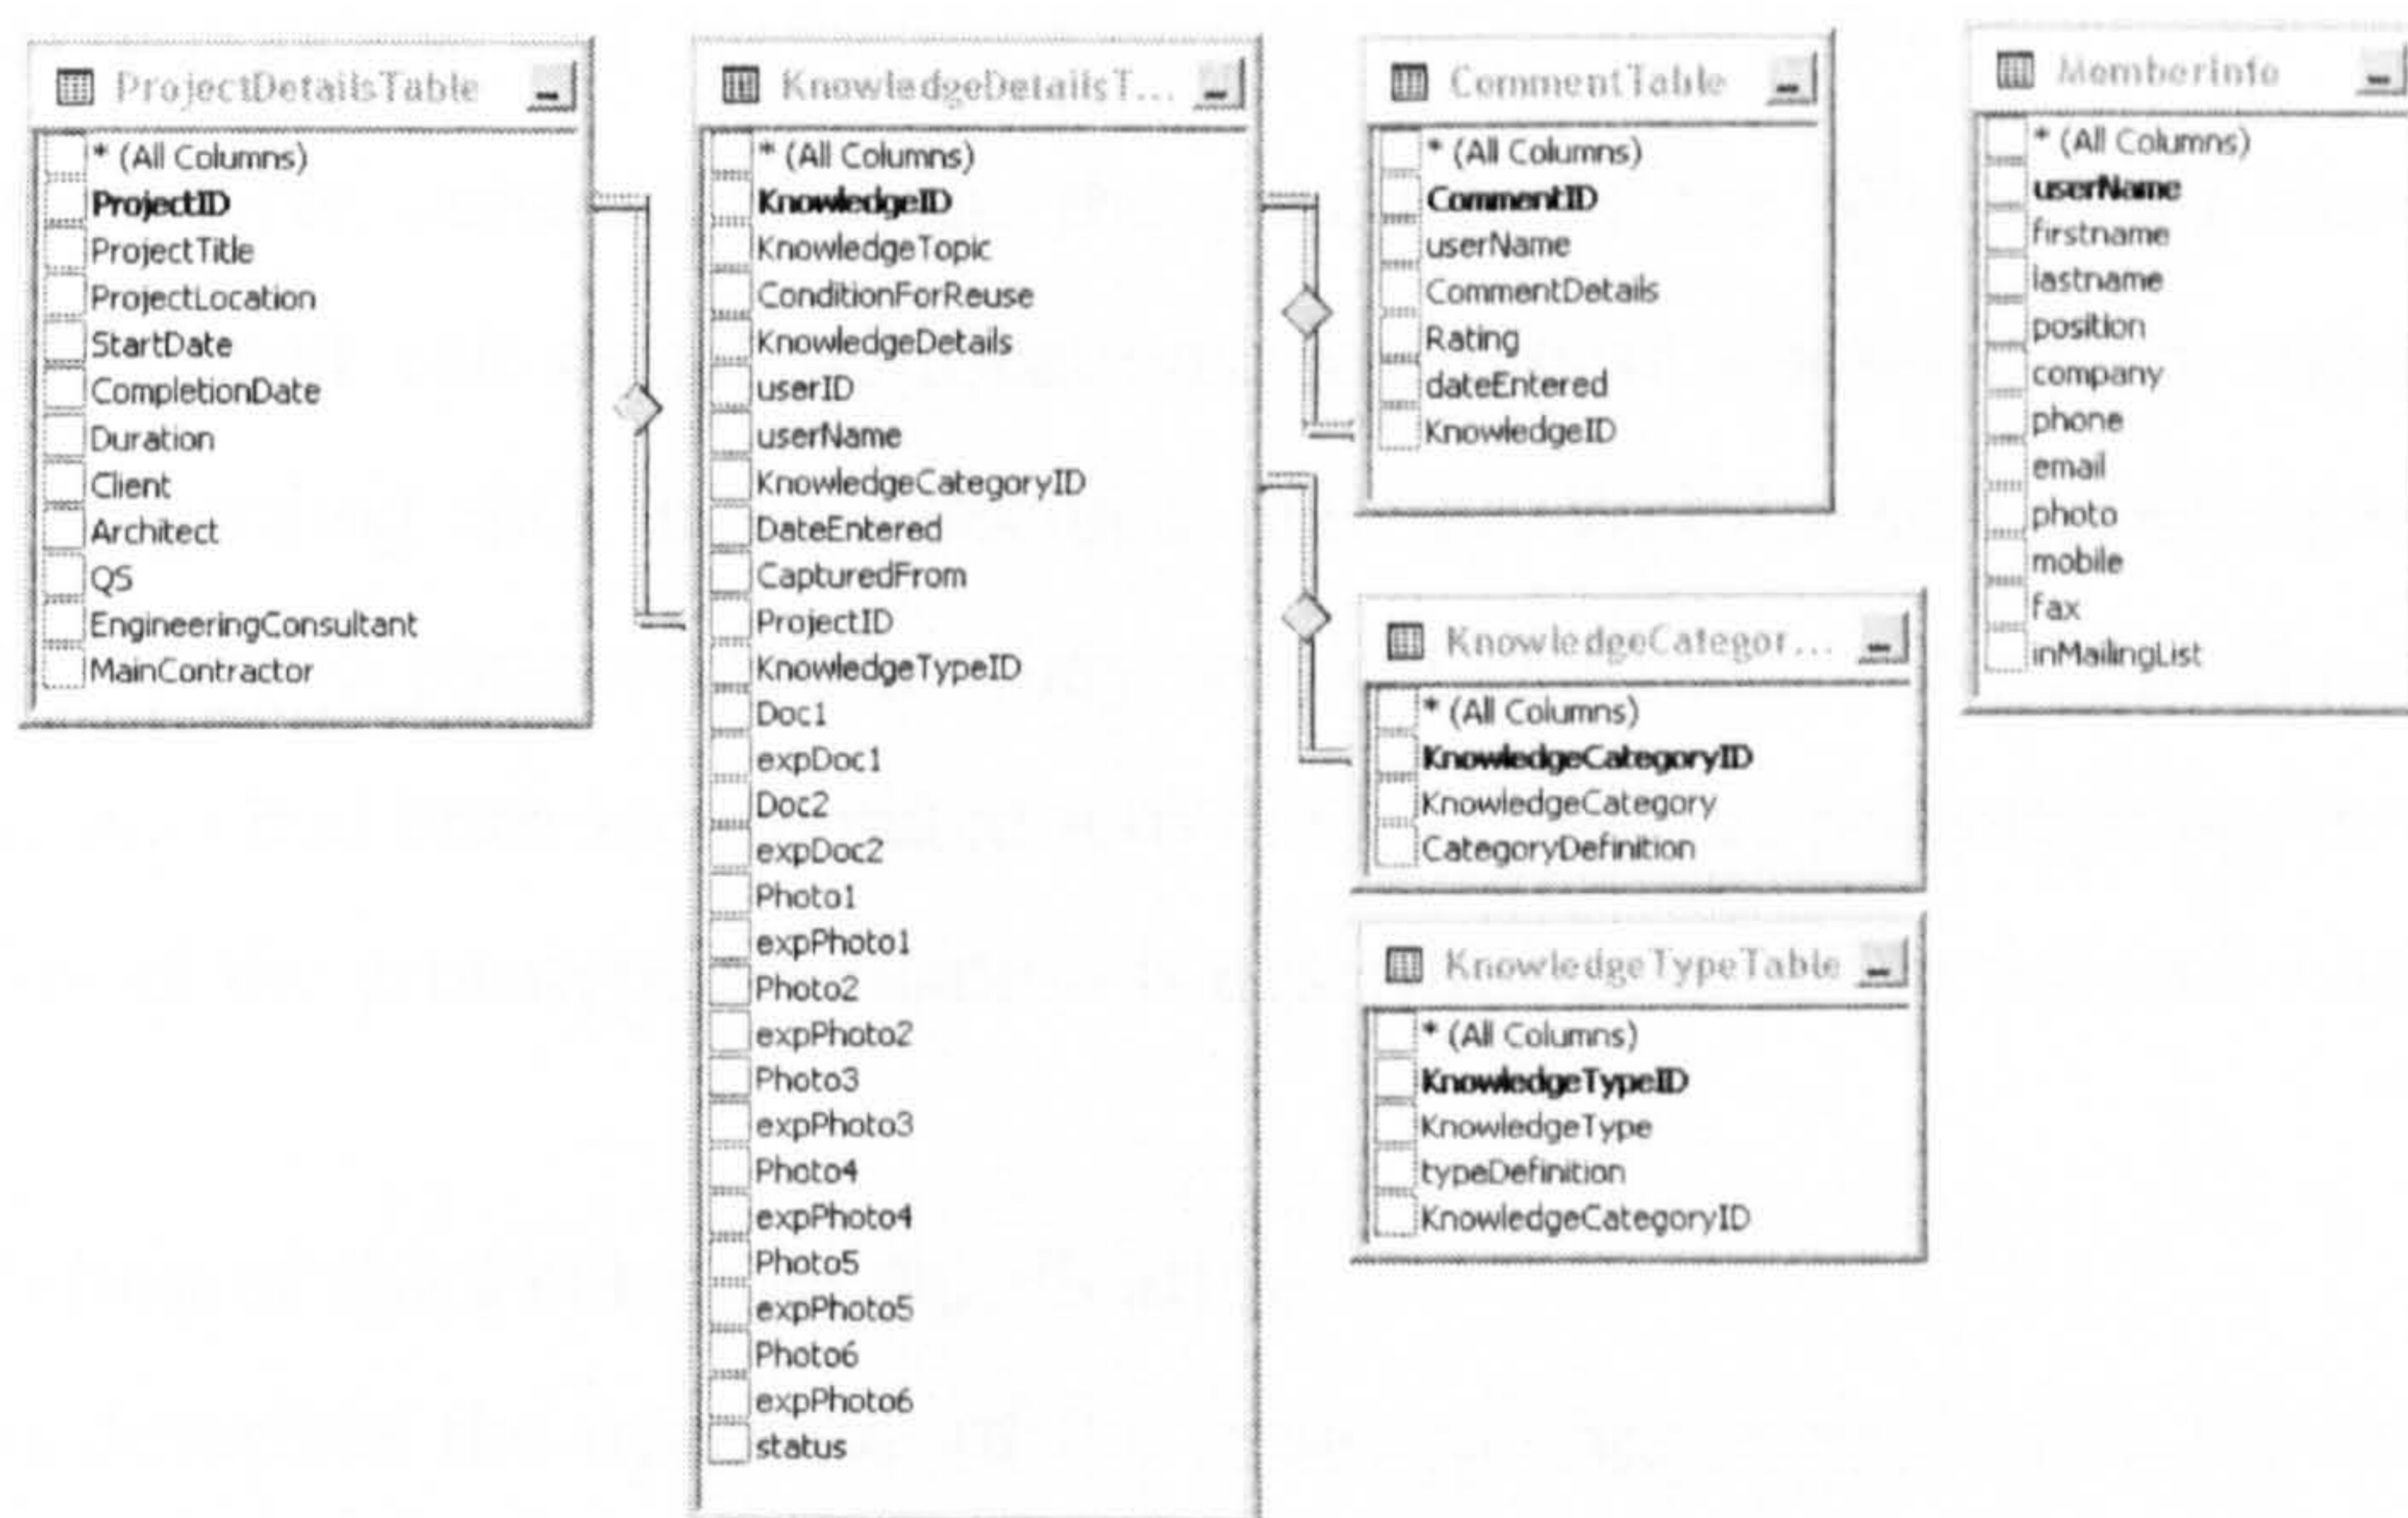 ProjectDetailsTable
* (All Columns)
ProjectID
ProjectTitle
ProjectLocation
StartDate
CompletionDate
Duration
Client
Architect
QS
EngineeringConsultant
MainContractor
KnowledgeDetailsT...
* (All Columns)
KnowledgeID
KnowledgeTopic
ConditionForReuse
KnowledgeDetails
userID
userName
KnowledgeCategoryID
DateEntered
CapturedFrom
ProjectID
KnowledgeTypeID
Doc1
expDoc1
Doc2
expDoc2
Photo1
expPhoto1
Photo2
expPhoto2
Photo3
expPhoto3
Photo4
expPhoto4
Photo5
expPhoto5
Photo6
expPhoto6
status
CommentTable
* (All Columns)
CommentID
userName
CommentDetails
Rating
dateEntered
KnowledgeID
KnowledgeCategor...
* (All Columns)
KnowledgeCategoryID
KnowledgeCategory
CategoryDefinition
KnowledgeTypeTable
* (All Columns)
KnowledgeTypeID
KnowledgeType
typeDefinition
KnowledgeCategoryID
MemberInfo
* (All Columns)
userName
firstname
lastname
position
company
phone
email
photo
mobile
fax
inMailingList